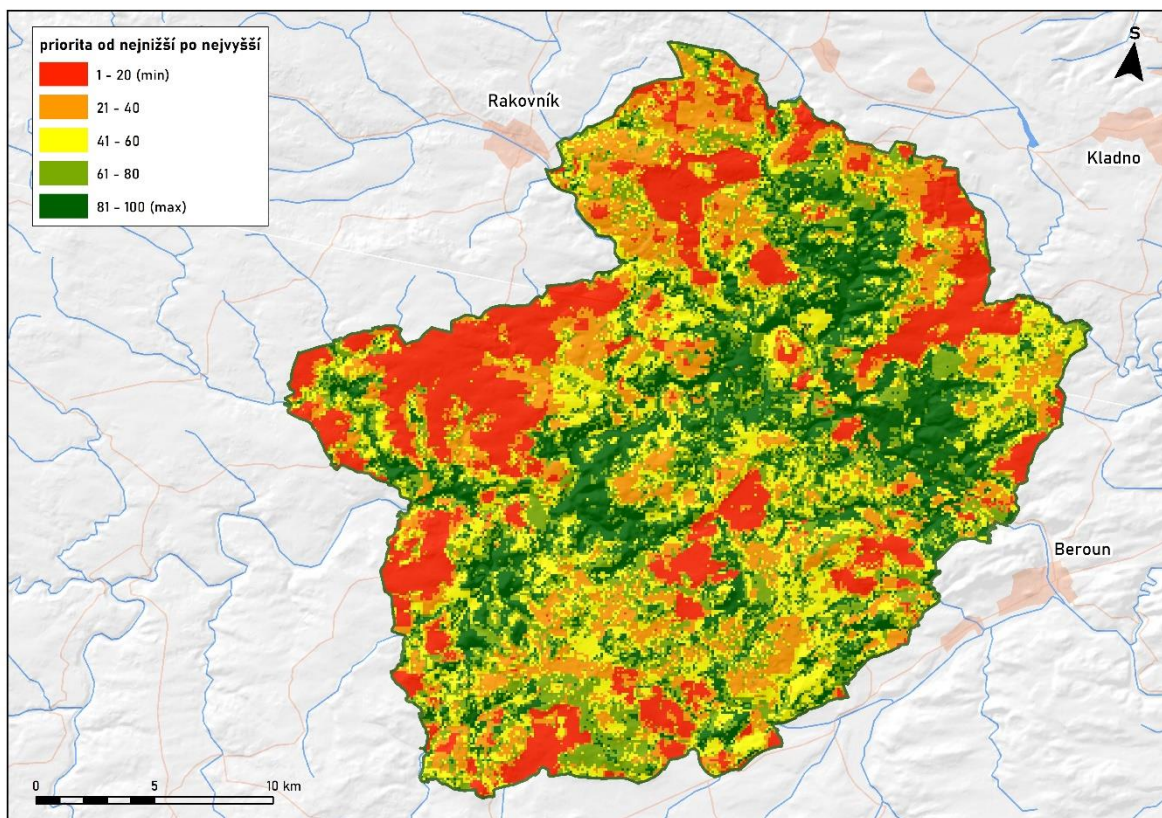 priorita od nejnižší po nejvyšší
1 - 20 (min)
21 - 40
41 - 60
61 - 80
81 - 100 (max)
S
Rakovník
Kladno
Beroun
0 5 10 km